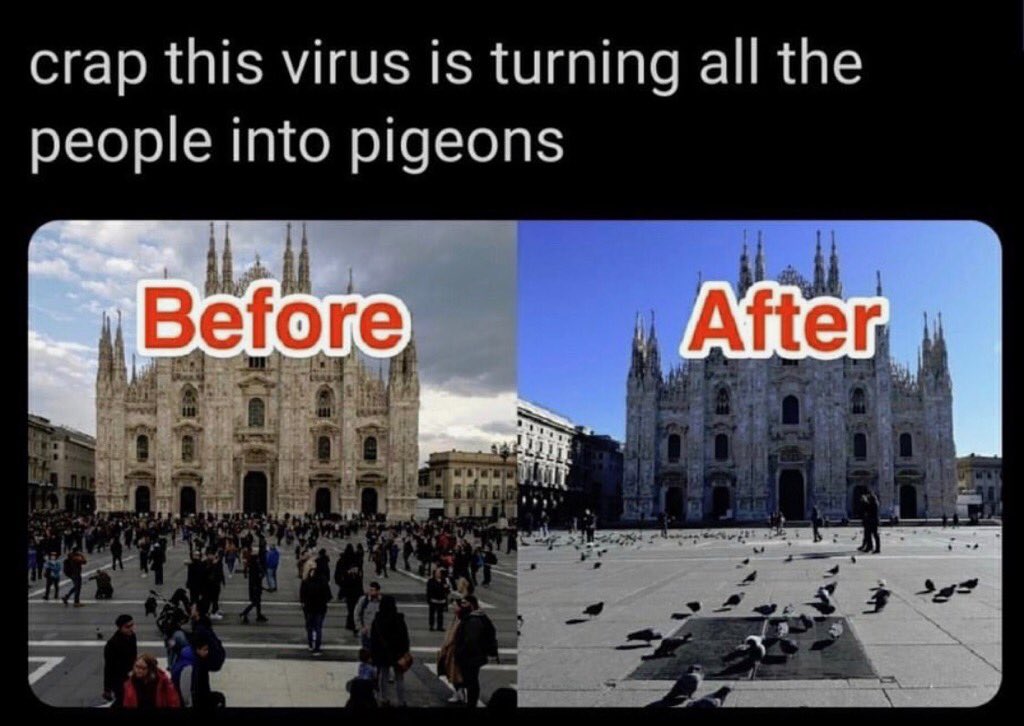 crap this virus is turning all the
people into pigeons
Before
After